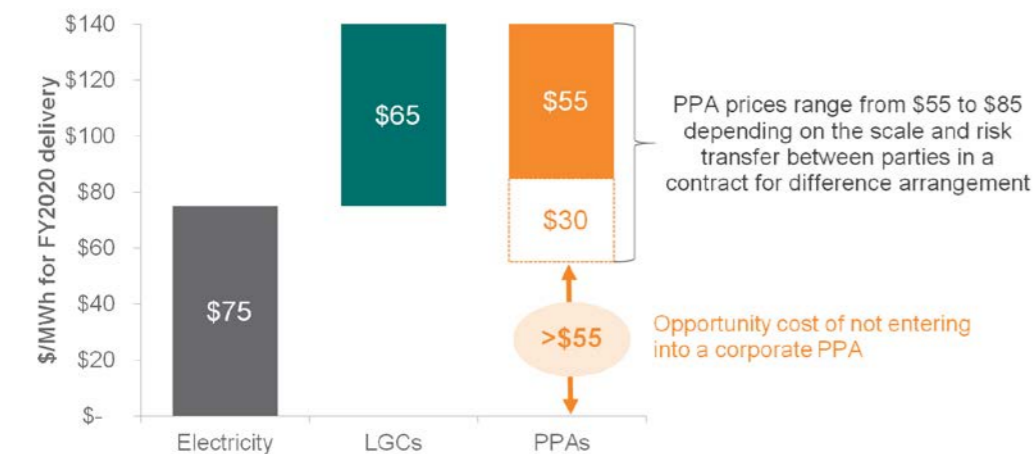 $/MWh for FY2020 delivery
$140
$120
$100
$80
$60
$40
$20
$-
$75
$65
$55
$30
>$55
Electricity
LGCs
PPAs
PPA prices range from $55 to $85
depending on the scale and risk
transfer between parties in a
contract for difference arrangement
Opportunity cost of not entering
into a corporate PPA